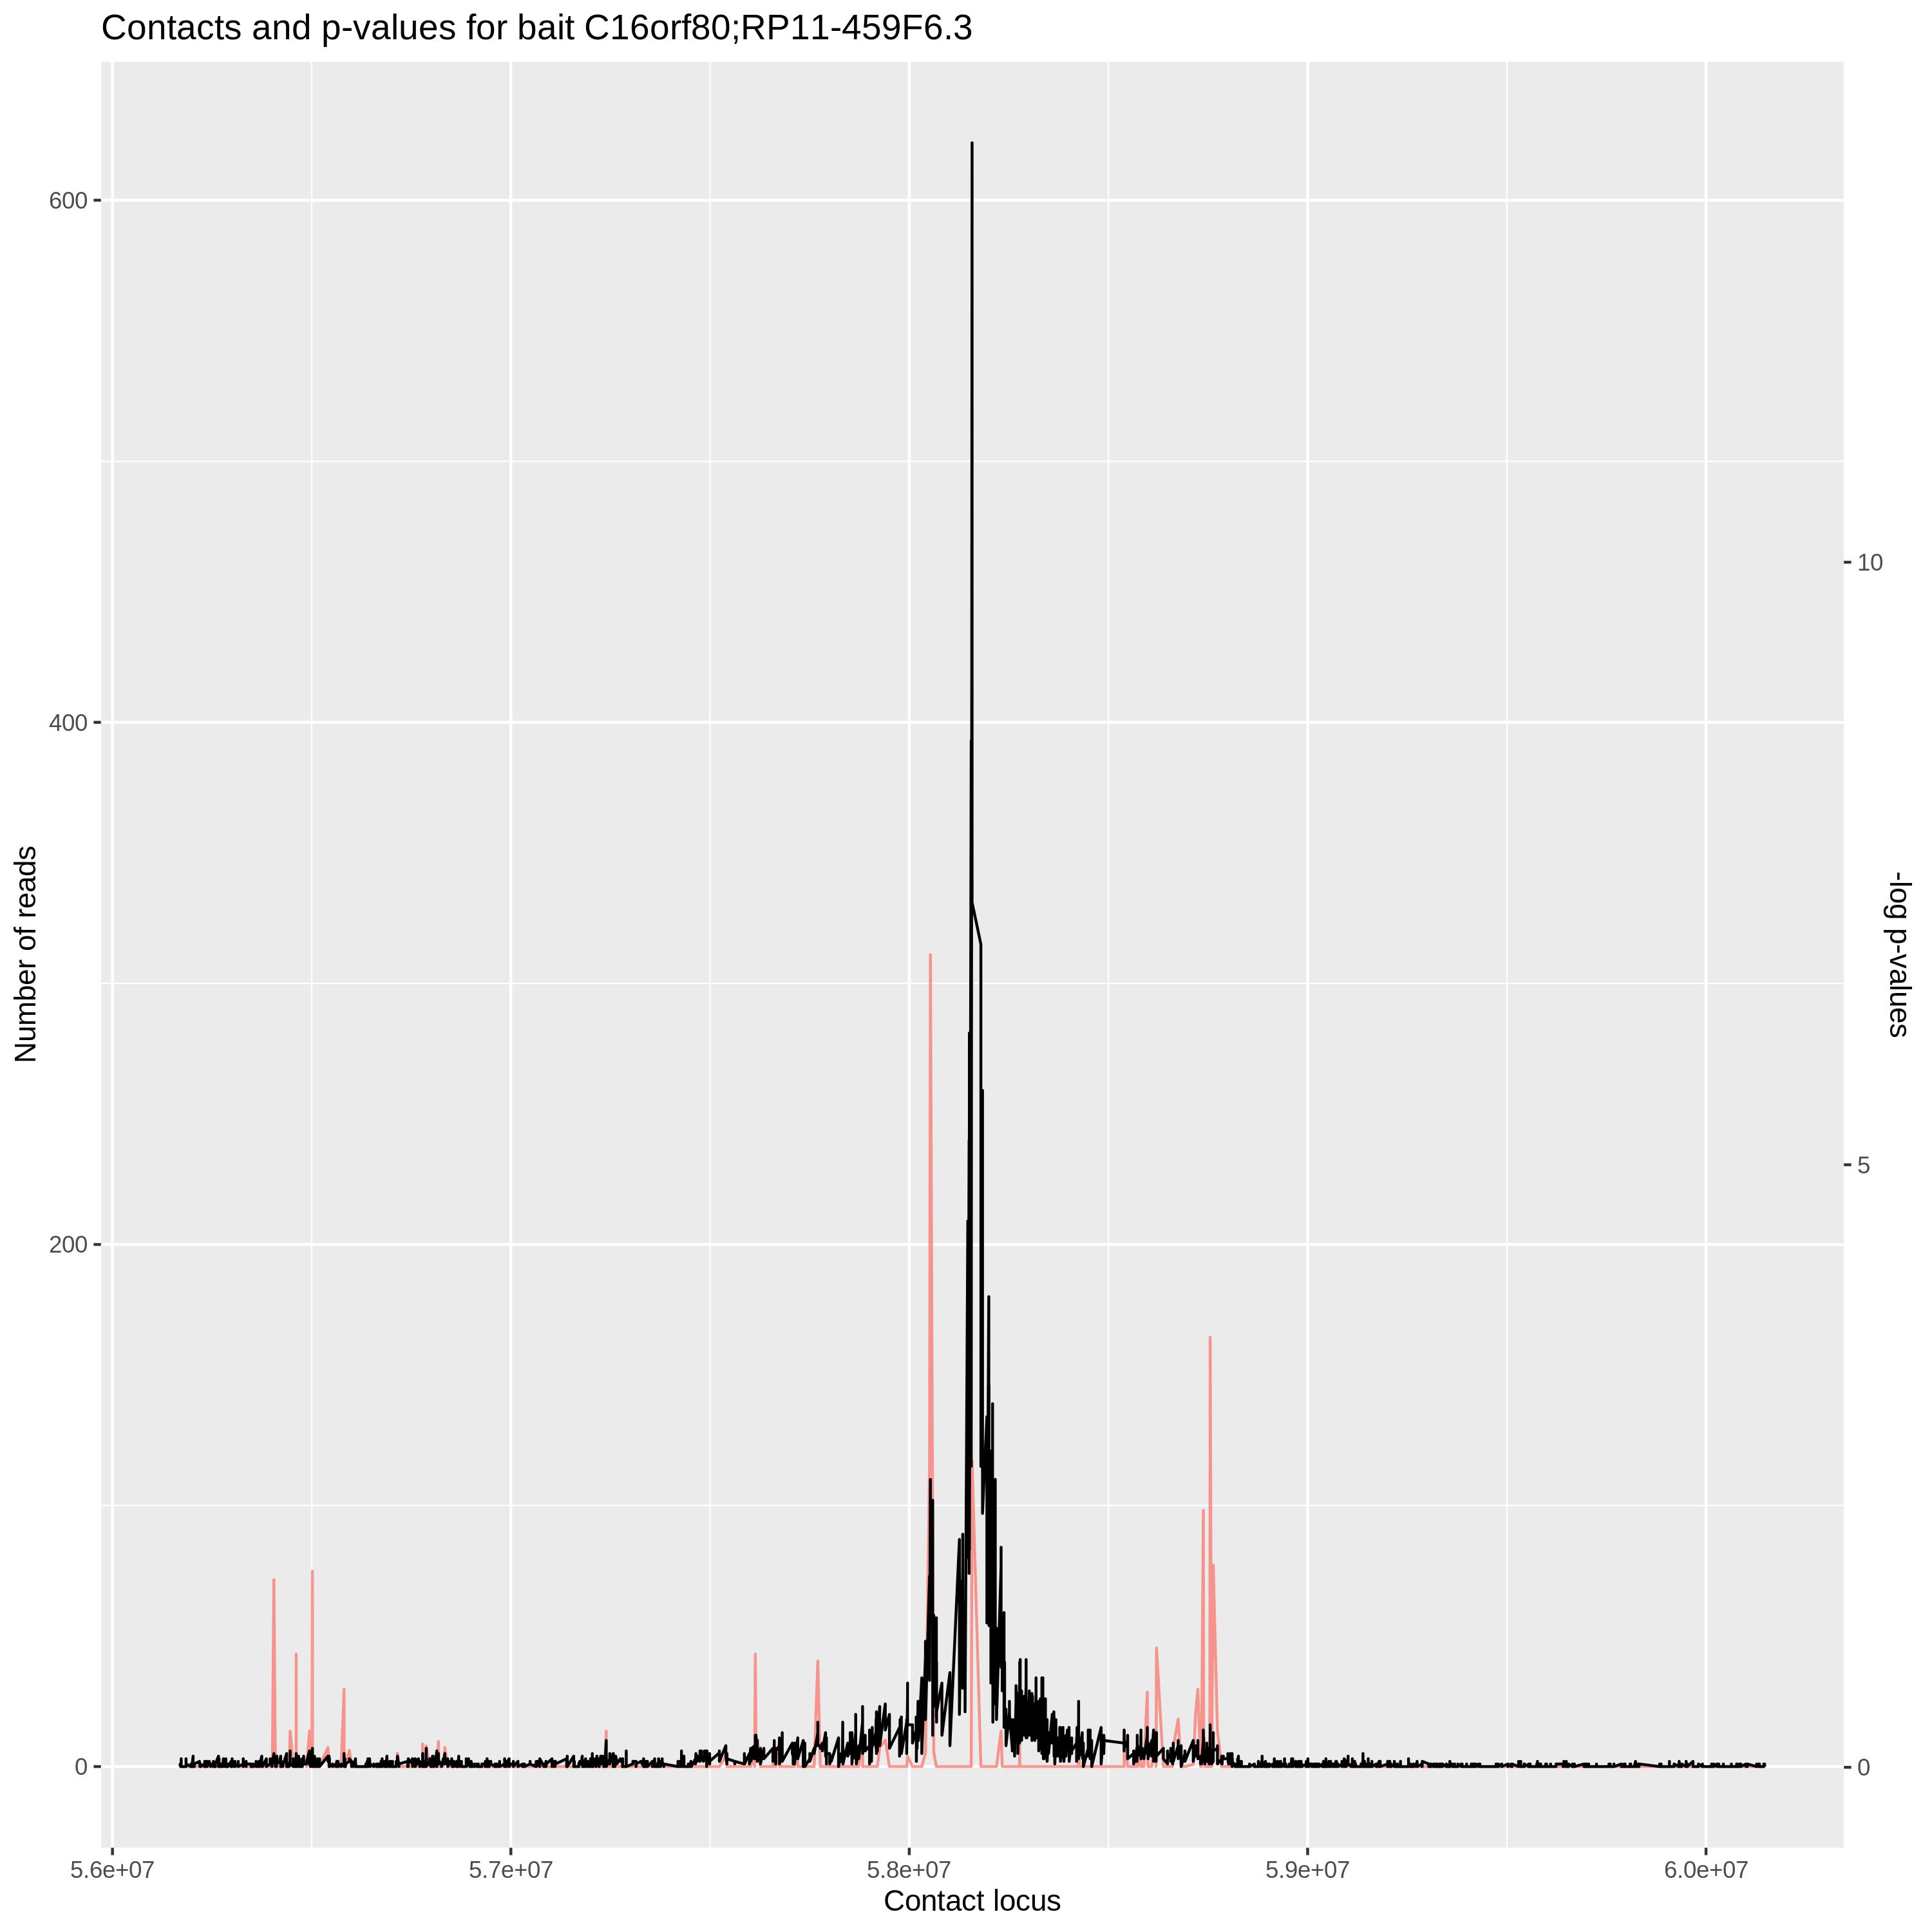 Contacts and p-values for bait C16orf80;RP11-459F6.3
600
400
200
0
Number of reads
10
5
0
-log p-values
5.6e+07
5.7e+07
5.8e+07
5.9e+07
6.0e+07
Contact locus